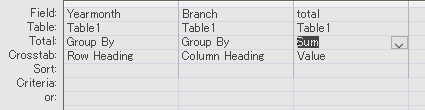 Field: Yearmonth Branch total
Table: Table1 Table1 Table1
Total: Group By Group By Sum
Crosstab: Row Heading Column Heading Value
Sort:
Criteria:
or: